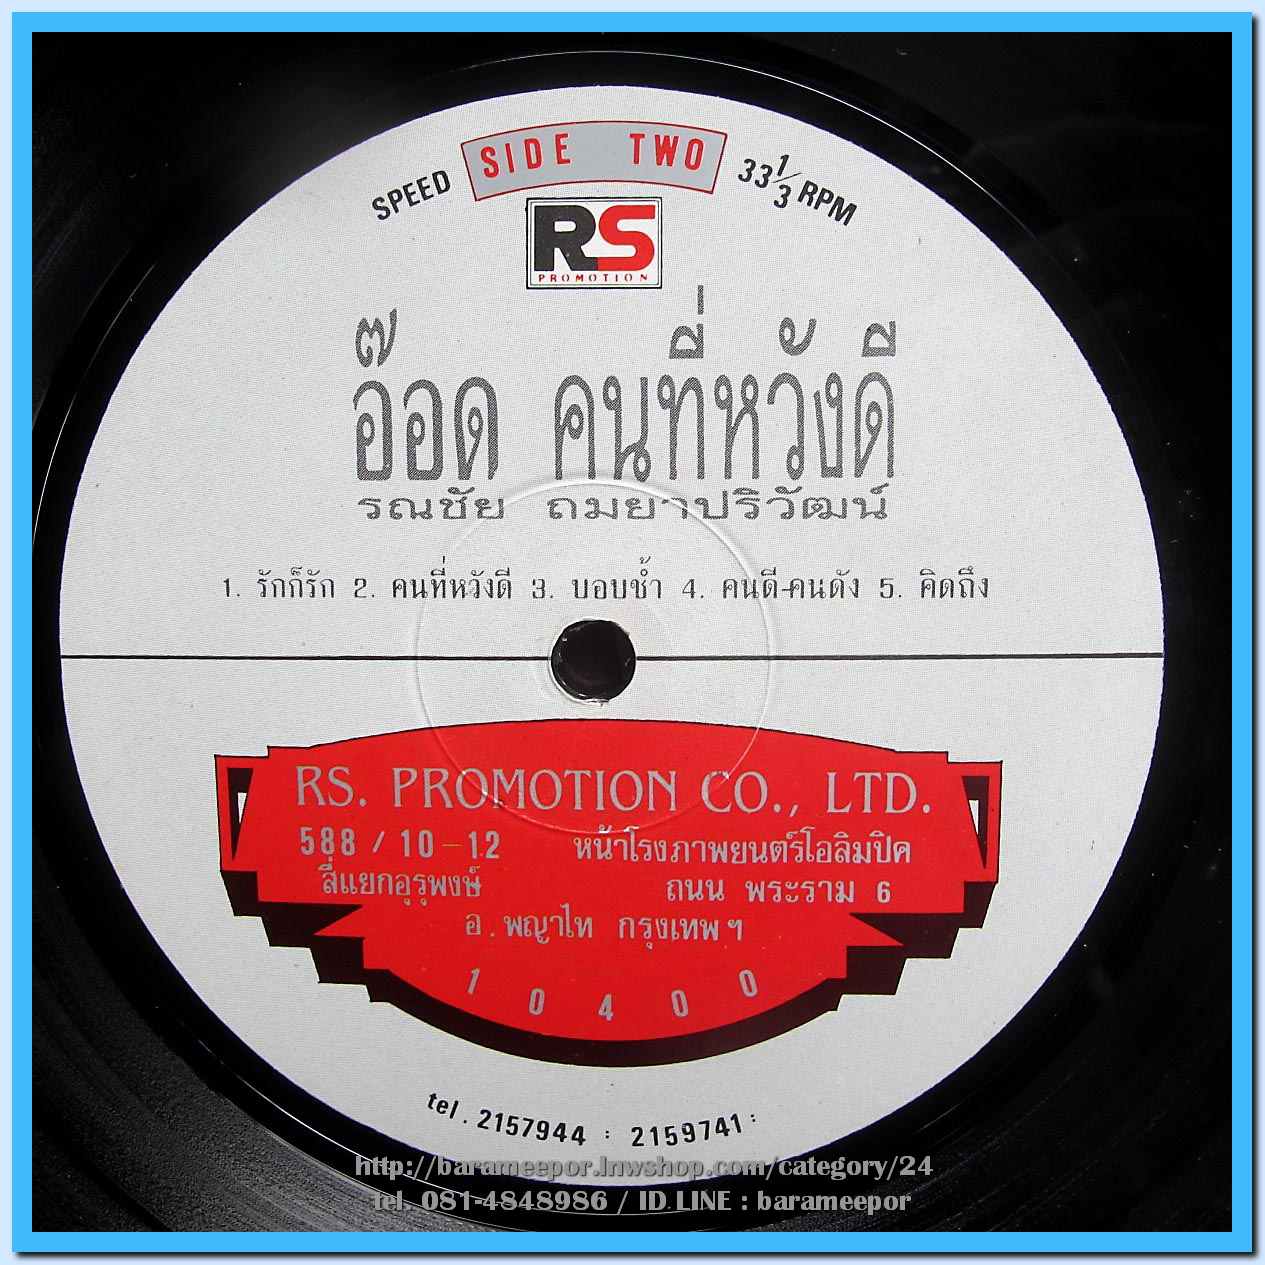 SIDE TWO
SPEED 33 1/3 RPM
RS
PROMOTION
อ๊อด คนที่หวังดี
รณชัย ถมยาปริวัฒน์
1. รักก็รัก 2. คนที่หวังดี 3. บอบช้ำ 4. คนดี-คนดัง 5. คิดถึง
RS. PROMOTION CO., LTD.
588 / 10 - 12 หน้าโรงภาพยนตร์โอลิมปิค
สี่แยกอุรุพงษ์ ถนน พระราม 6
อ. พญาไท กรุงเทพฯ
10400
tel. 2157944 : 2159741 :
http://barameepor.lnwshop.com/category/24
tel. 081-4848986 / ID LINE : barameepor